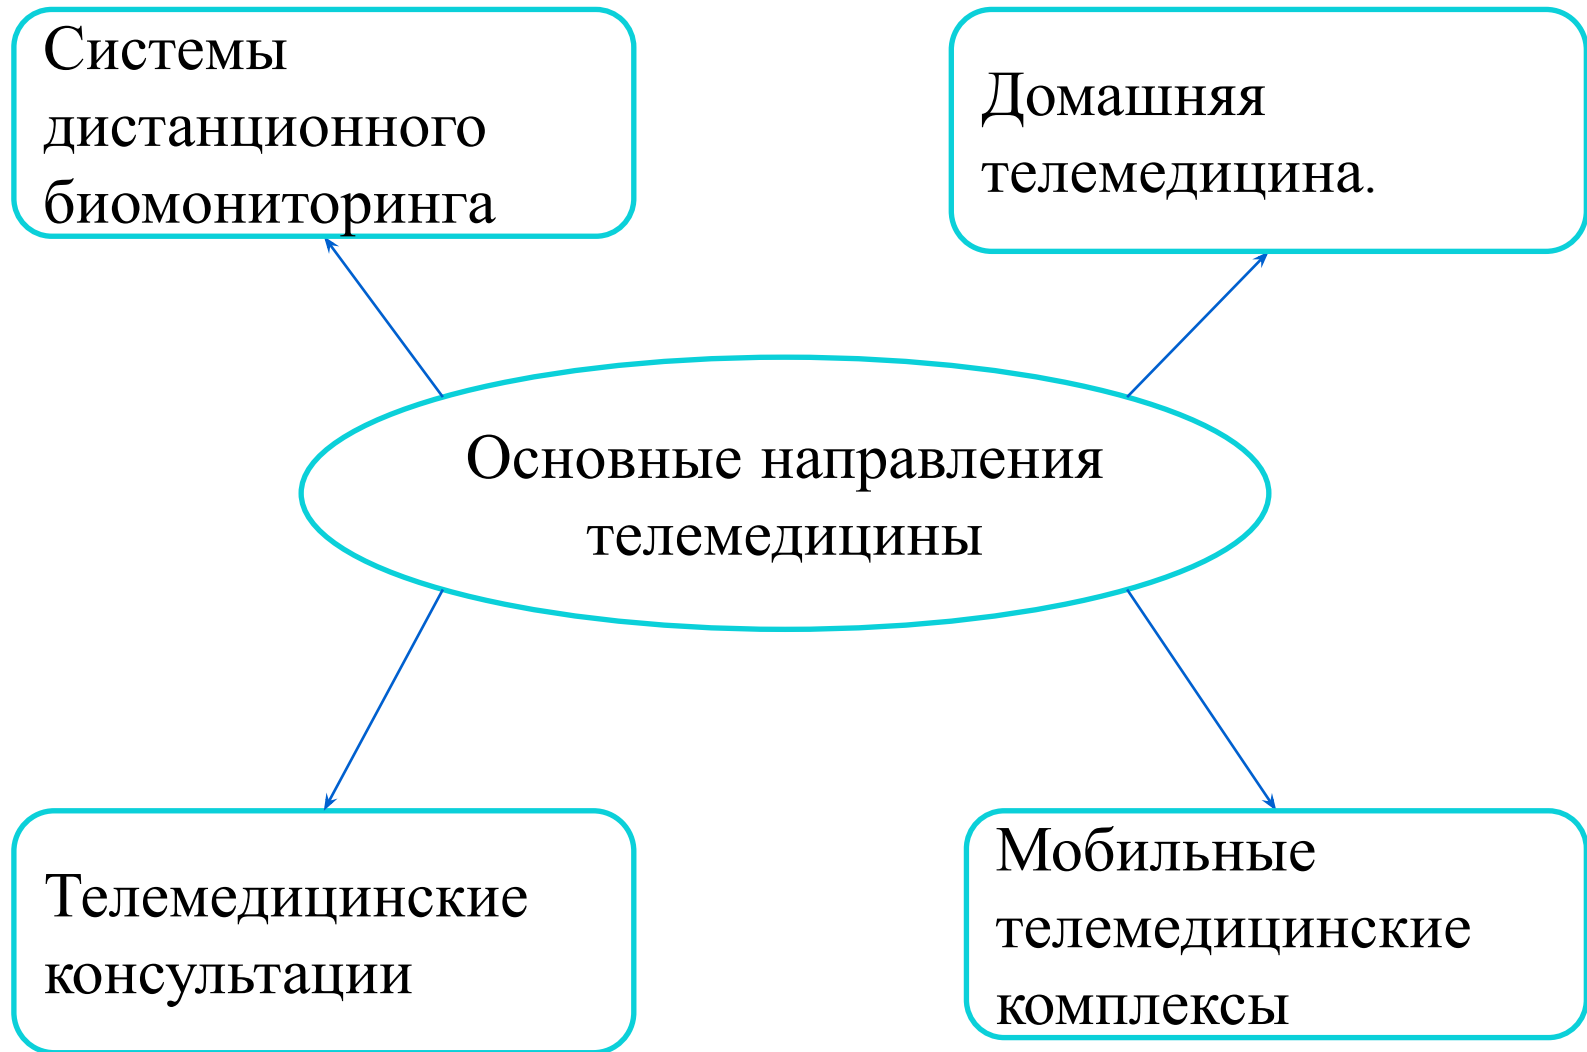 Системы
дистанционного
биомониторинга
Домашняя
телемедицина.
Основные направления
телемедицины
Телемедицинские
консультации
Мобильные
телемедицинские
комплексы